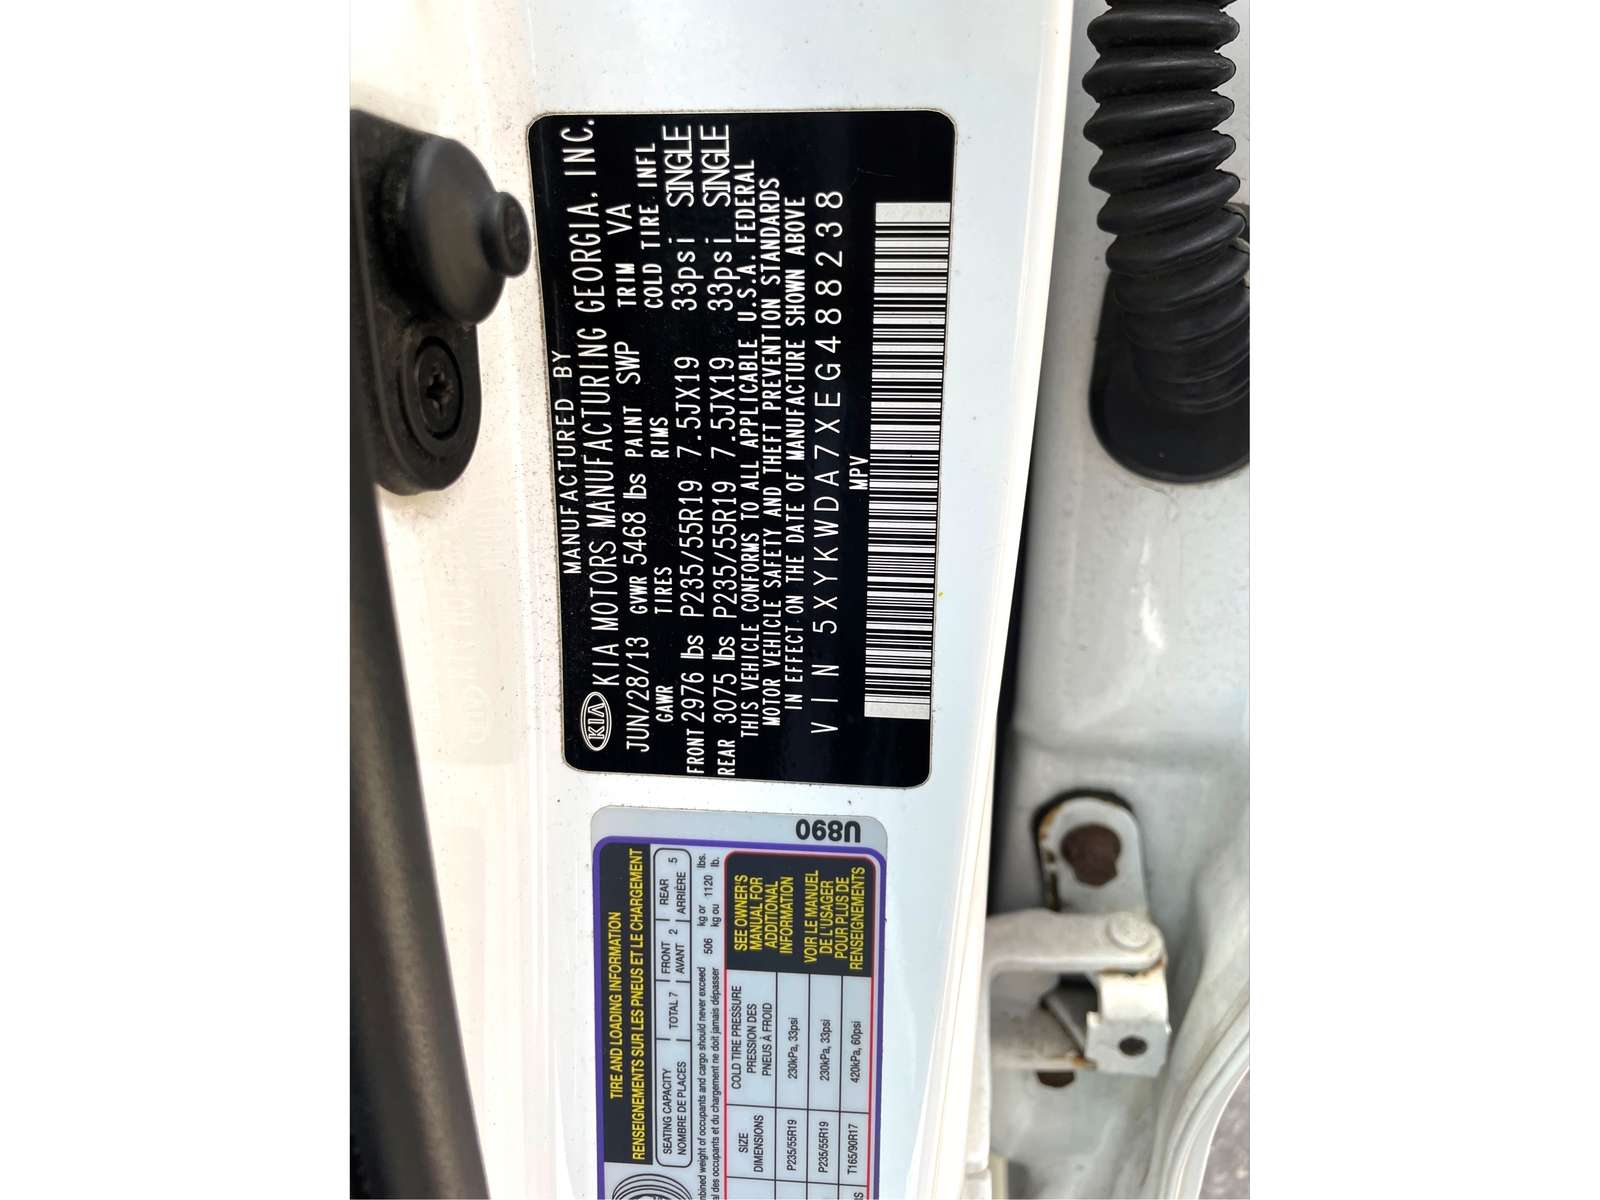 MANUFACTURED BY
KIA KIA MOTORS MANUFACTURING GEORGIA, INC.
JUN/28/13 GVWR 5468 lbs PAINT SWP TRIM VA
GAWR TIRES RIMS COLD TIRE INFL
FRONT 2976 lbs P235/55R19 7.5JX19 33psi SINGLE
REAR 3075 lbs P235/55R19 7.5JX19 33psi SINGLE
THIS VEHICLE CONFORMS TO ALL APPLICABLE U.S.A. FEDERAL
MOTOR VEHICLE SAFETY AND THEFT PREVENTION STANDARDS
IN EFFECT ON THE DATE OF MANUFACTURE SHOWN ABOVE
VIN 5XYKWDA7XEG488238
MPV
U890
TIRE AND LOADING INFORMATION
RENSEIGNEMENTS SUR LES PNEUS ET LE CHARGEMENT
SEATING CAPACITY TOTAL 7 FRONT 2 REAR 5
NOMBRE DE PLACES AVANT ARRIÈRE
weight of occupants and cargo should never exceed 506 kg or 1120 lbs.
des occupants et du chargement ne doit jamais dépasser kg ou lb.
SIZE COLD TIRE PRESSURE SEE OWNER'S
DIMENSIONS PRESSION DES MANUAL FOR
PNEUS À FROID ADDITIONAL
P235/55R19 230kPa, 33psi INFORMATION
P235/55R19 230kPa, 33psi VOIR LE MANUEL
DE L'USAGER
T165/90R17 420kPa, 60psi POUR PLUS DE
RENSEIGNEMENTS